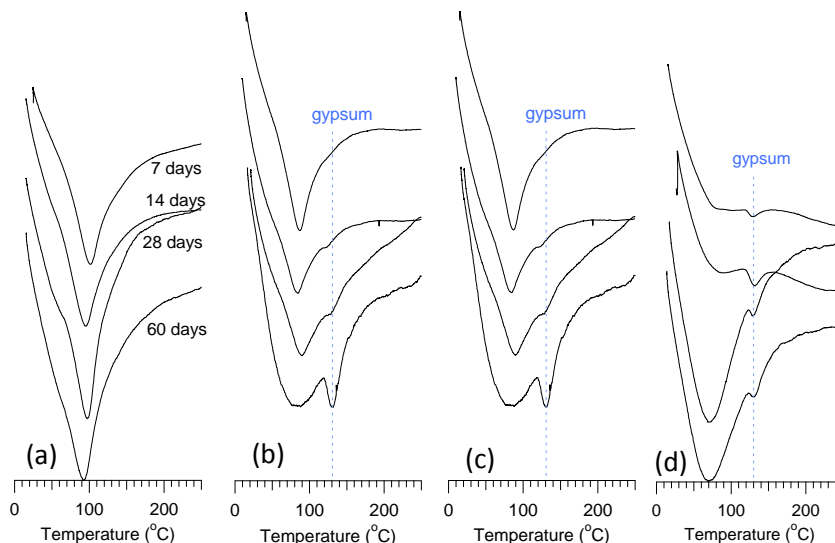 gypsum
gypsum
gypsum
7 days
14 days
28 days
60 days
(a)
(b)
(c)
(d)
0 100 200
0 100 200
0 100 200
0 100 200
Temperature (°C)
Temperature (°C)
Temperature (°C)
Temperature (°C)